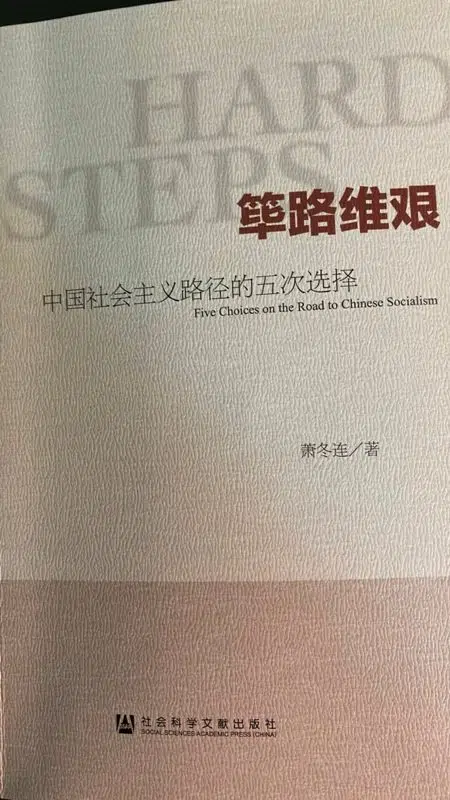 HARD
STEPS
筚路维艰
中国社会主义路径的五次选择
Five Choices on the Road to Chinese Socialism
萧冬连／著
社会科学文献出版社
SOCIAL SCIENCES ACADEMIC PRESS (CHINA)